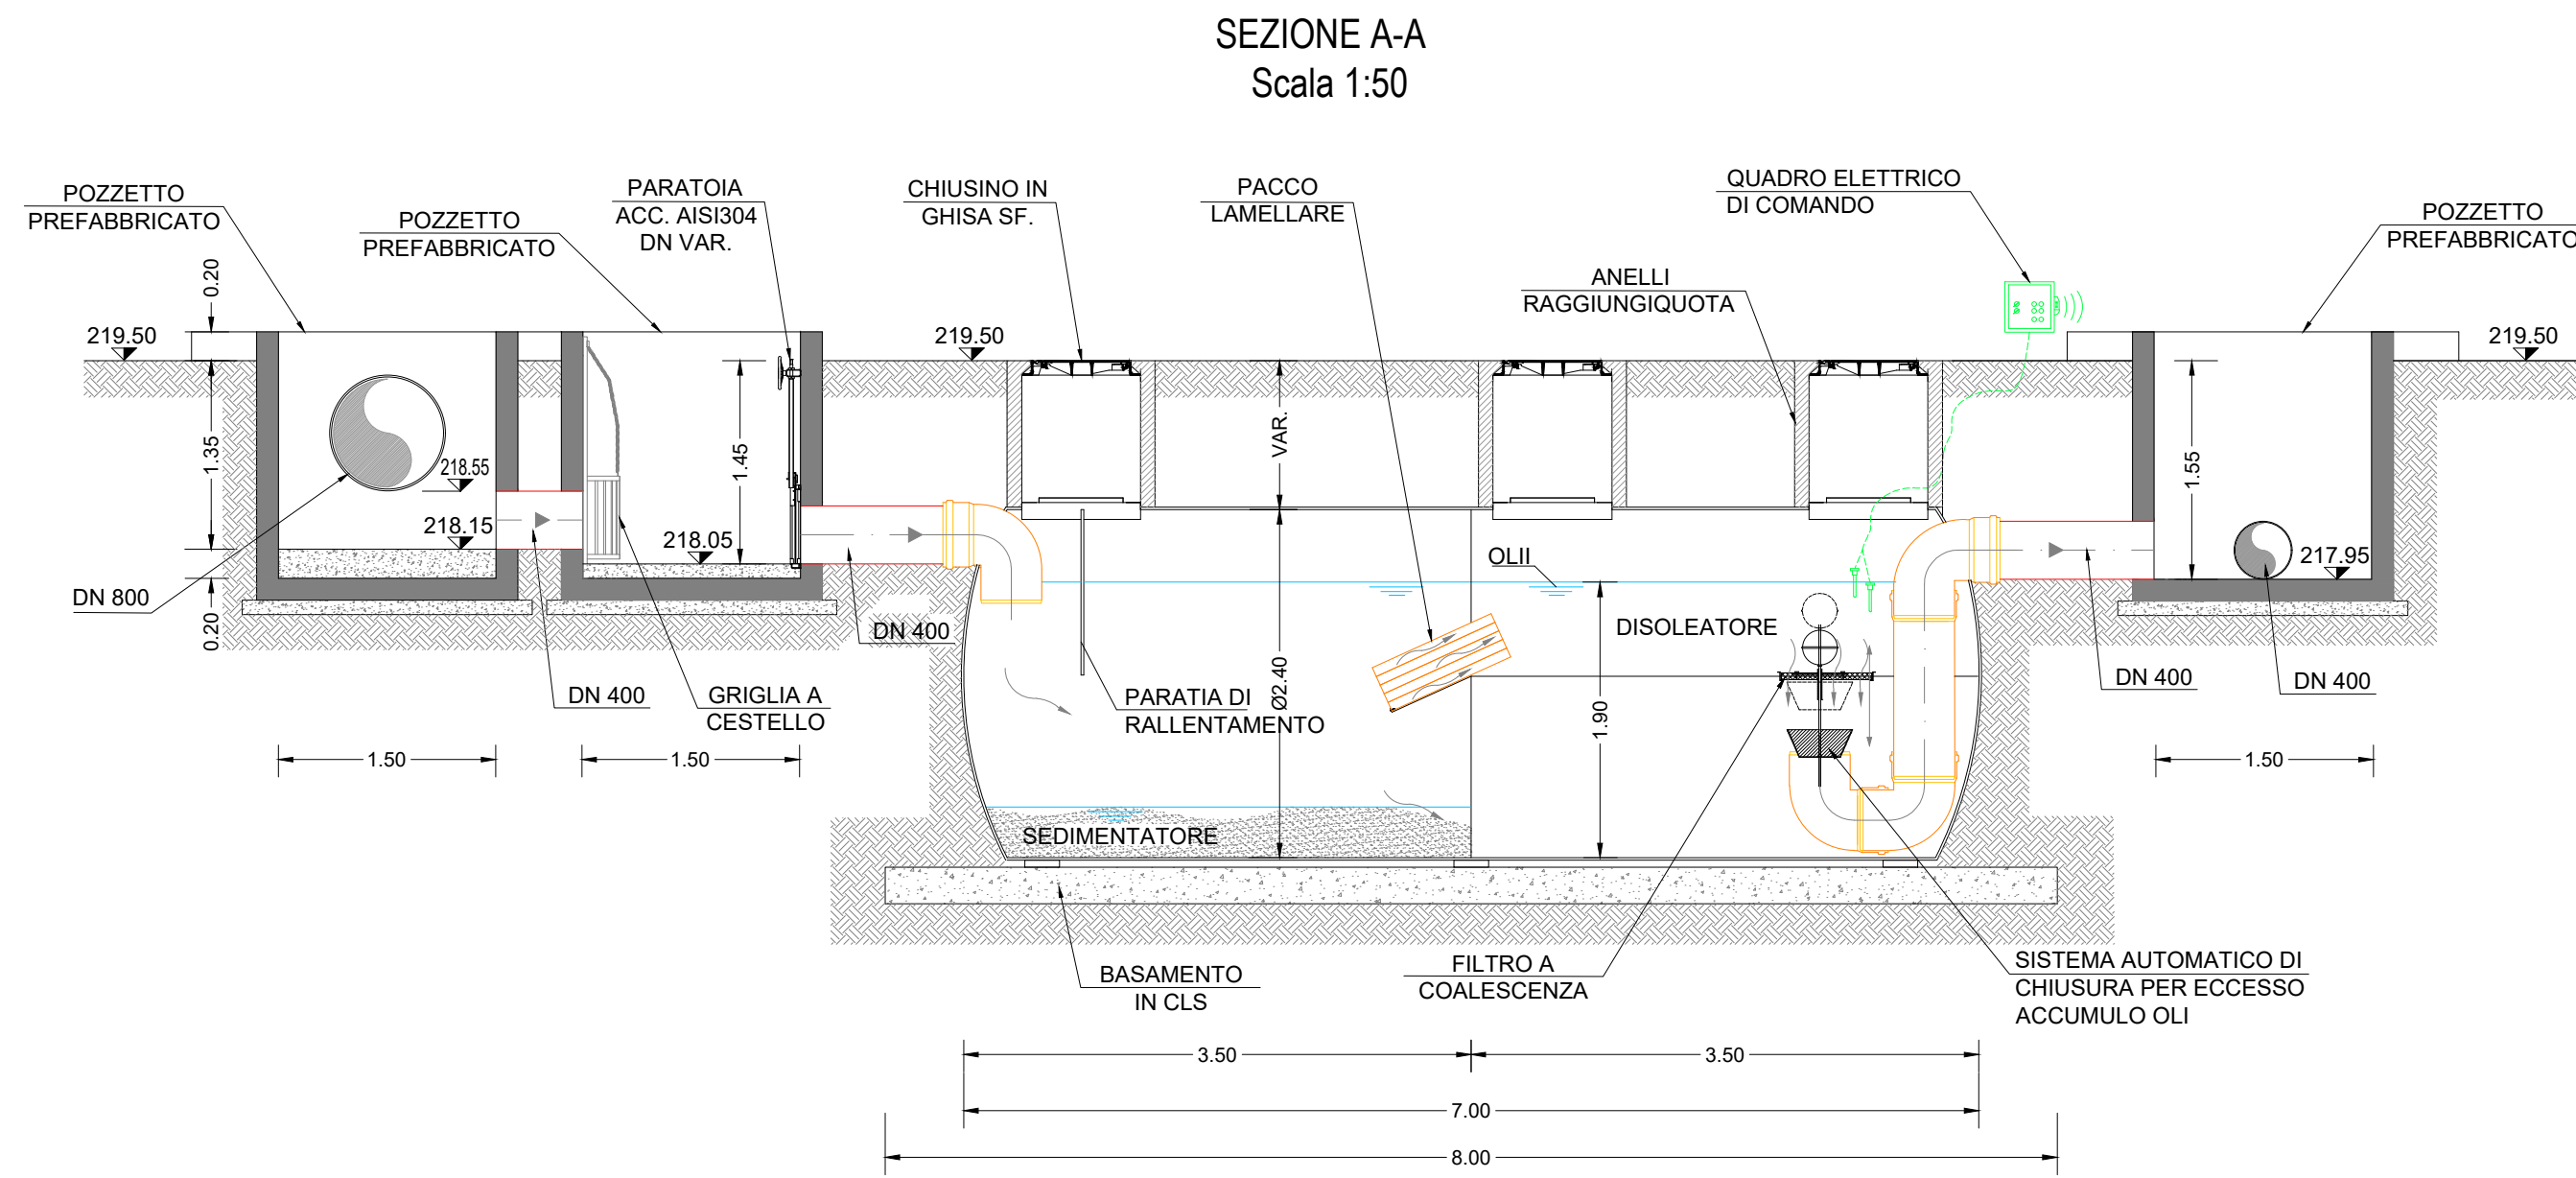 SEZIONE A-A
Scala 1:50
POZZETTO
PREFABBRICATO
POZZETTO
PREFABBRICATO
PARATOIA
ACC. AISI304
DN VAR.
CHIUSINO IN
GHISA SF.
PACCO
LAMELLARE
QUADRO ELETTRICO
DI COMANDO
POZZETTO
PREFABBRICATO
ANELLI
RAGGIUNGIQUOTA
0.20
219.50
219.50
219.50
1.35
218.55
218.15
1.45
218.05
VAR.
1.55
217.95
OLII
DN 800
0.20
DN 400
DISOLEATORE
DN 400
GRIGLIA A
CESTELLO
PARATIA DI
RALLENTAMENTO
Ø2.40
1.90
DN 400
DN 400
1.50
1.50
1.50
SEDIMENTATORE
BASAMENTO
IN CLS
FILTRO A
COALESCENZA
SISTEMA AUTOMATICO DI
CHIUSURA PER ECCESSO
ACCUMULO OLI
3.50
3.50
7.00
8.00